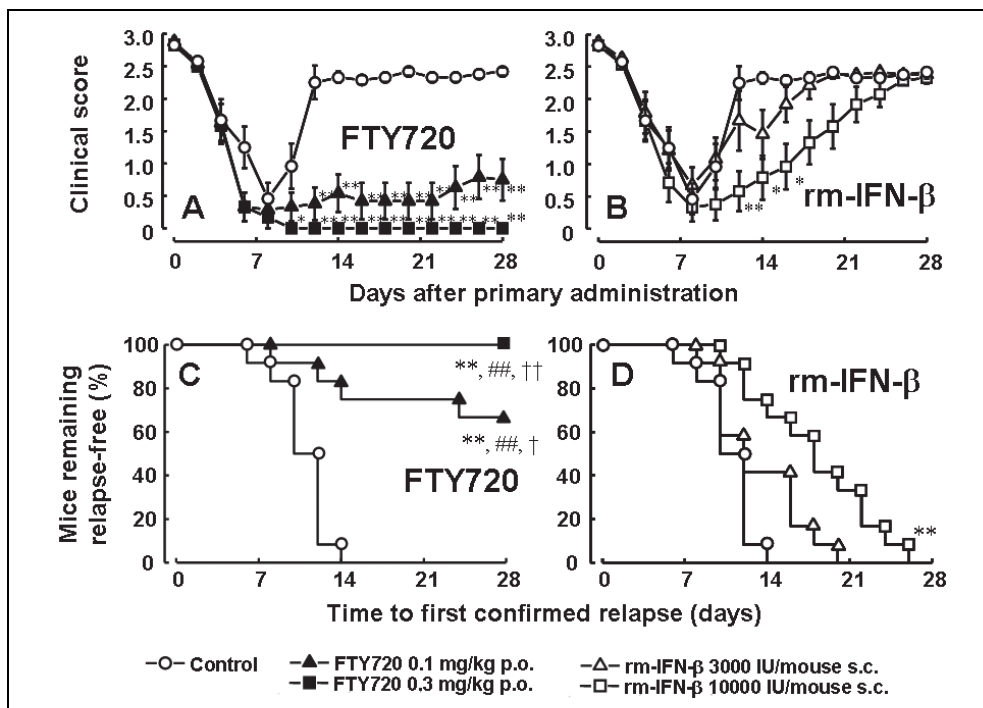 3.0
2.5
2.0
1.5
1.0
0.5
0
Clinical score
FTY720
A
** ** ** ** ** ** ** ** **
* ** ** ** ** ** ** ** ** **
0 7 14 21 28
3.0
2.5
2.0
1.5
1.0
0.5
0
B
rm-IFN-β
** * *
0 7 14 21 28
Days after primary administration
100
80
60
40
20
0
Mice remaining
relapse-free (%)
C
**, ##, ††
**, ##, †
FTY720
0 7 14 21 28
100
80
60
40
20
0
D
rm-IFN-β
**
0 7 14 21 28
Time to first confirmed relapse (days)
Control
FTY720 0.1 mg/kg p.o.
FTY720 0.3 mg/kg p.o.
rm-IFN-β 3000 IU/mouse s.c.
rm-IFN-β 10000 IU/mouse s.c.